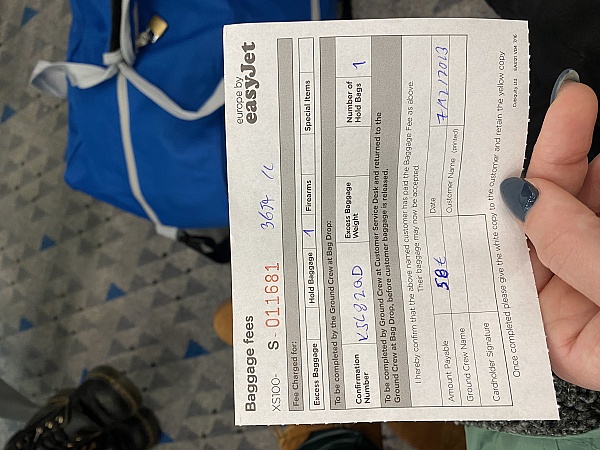 Baggage fees
europe by
easyJet
XS100- S -011681
Fee Charged for:
Excess Baggage Hold Baggage 1 Firearms Special Items
To be completed by the Ground Crew at Bag Drop:
Confirmation Number Excess Baggage Weight Number of Hold Bags 1
To be completed by Ground Crew at Customer Service Desk and returned to the
Ground Crew at Bag Drop, before customer baggage is released.
I hereby confirm that the above named customer has paid the Baggage Fee as above.
Their baggage may now be accepted.
Amount Payable 58€ Date 7/12/2023
Ground Crew Name Customer Name (printed)
Cardholder Signature
Once completed please give the white copy to the customer and retain the yellow copy